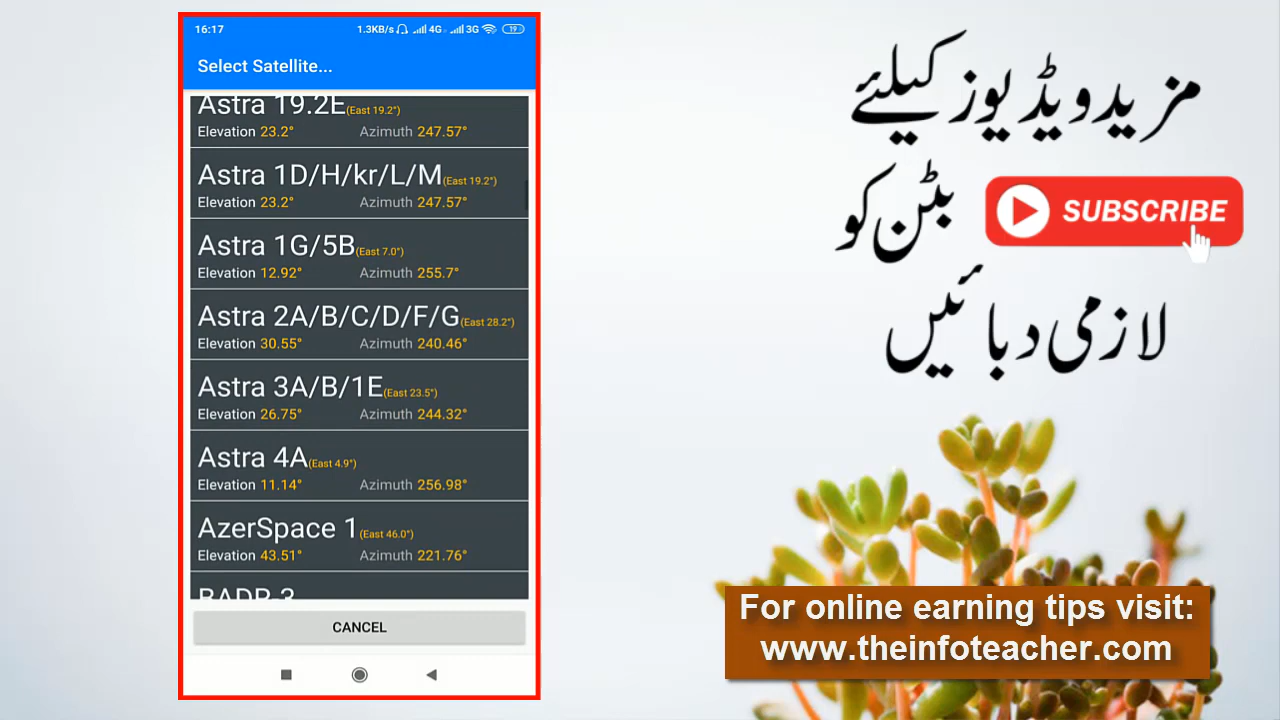 16:17
1.3KB/s 4G 3G 19
Select Satellite...
Astra 19.2E(East 19.2°)
Elevation 23.2° Azimuth 247.57°
Astra 1D/H/kr/L/M(East 19.2°)
Elevation 23.2° Azimuth 247.57°
Astra 1G/5B(East 7.0°)
Elevation 12.92° Azimuth 255.7°
Astra 2A/B/C/D/F/G(East 28.2°)
Elevation 30.55° Azimuth 240.46°
Astra 3A/B/1E(East 23.5°)
Elevation 26.75° Azimuth 244.32°
Astra 4A(East 4.9°)
Elevation 11.14° Azimuth 256.98°
AzerSpace 1(East 46.0°)
Elevation 43.51° Azimuth 221.76°
BADR-3
CANCEL
مزید ویڈیوز کیلئے
بٹن کو
SUBSCRIBE
لازمی دبائیں
For online earning tips visit:
www.theinfoteacher.com